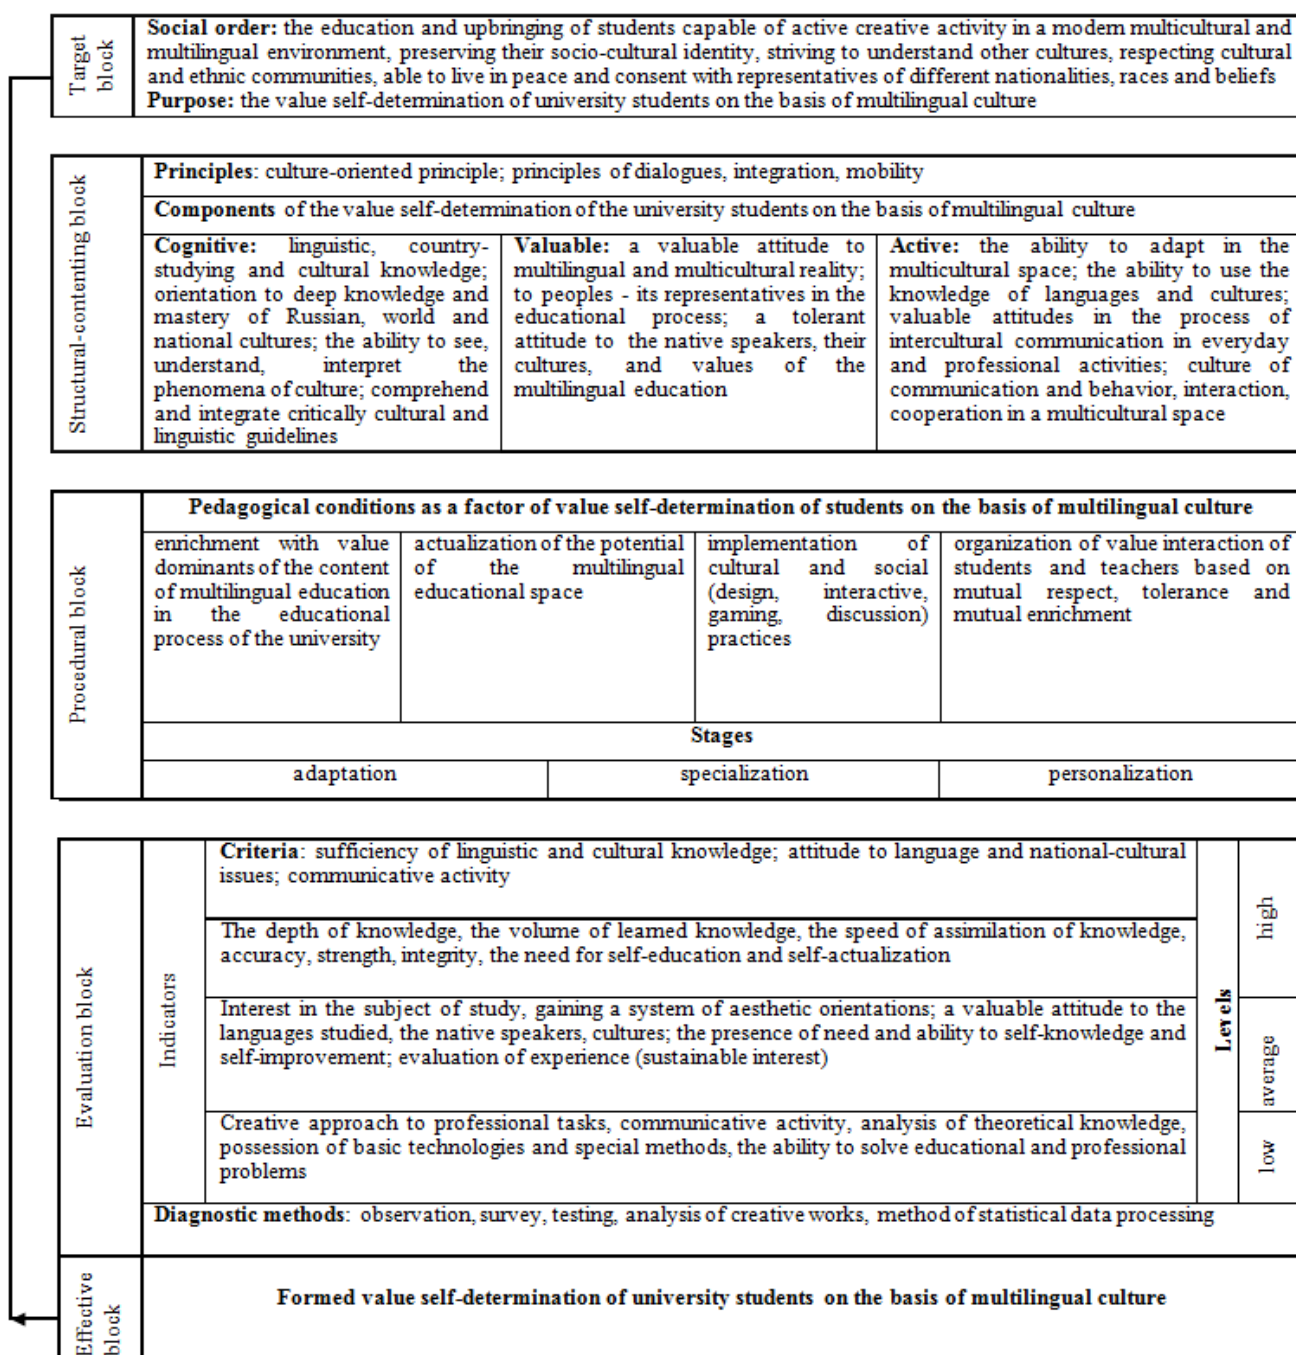 Target
block
Social order: the education and upbringing of students capable of active creative activity in a modern multicultural and
multilingual environment, preserving their socio-cultural identity, striving to understand other cultures, respecting cultural
and ethnic communities, able to live in peace and consent with representatives of different nationalities, races and beliefs
Purpose: the value self-determination of university students on the basis of multilingual culture
Structural-contenting block
Principles: culture-oriented principle; principles of dialogues, integration, mobility
Components of the value self-determination of the university students on the basis of multilingual culture
Cognitive: linguistic, country-
studying and cultural knowledge;
orientation to deep knowledge and
mastery of Russian, world and
national cultures; the ability to see,
understand, interpret the
phenomena of culture; comprehend
and integrate critically cultural and
linguistic guidelines
Valuable: a valuable attitude to
multilingual and multicultural reality;
to peoples - its representatives in the
educational process; a tolerant
attitude to the native speakers, their
cultures, and values of the
multilingual education
Active: the ability to adapt in the
multicultural space; the ability to use the
knowledge of languages and cultures;
valuable attitudes in the process of
intercultural communication in everyday
and professional activities; culture of
communication and behavior, interaction,
cooperation in a multicultural space
Procedural block
Pedagogical conditions as a factor of value self-determination of students on the basis of multilingual culture
enrichment with value
dominants of the content
of multilingual education
in the educational
process of the university
actualization of the potential
of the multilingual
educational space
implementation of
cultural and social
(design, interactive,
gaming, discussion)
practices
organization of value interaction of
students and teachers based on
mutual respect, tolerance and
mutual enrichment
Stages
adaptation
specialization
personalization
Evaluation block
Indicators
Criteria: sufficiency of linguistic and cultural knowledge; attitude to language and national-cultural
issues; communicative activity
The depth of knowledge, the volume of learned knowledge, the speed of assimilation of knowledge,
accuracy, strength, integrity, the need for self-education and self-actualization
Interest in the subject of study, gaining a system of aesthetic orientations; a valuable attitude to the
languages studied, the native speakers, cultures; the presence of need and ability to self-knowledge and
self-improvement; evaluation of experience (sustainable interest)
Creative approach to professional tasks, communicative activity, analysis of theoretical knowledge,
possession of basic technologies and special methods, the ability to solve educational and professional
problems
Levels
high
average
low
Diagnostic methods: observation, survey, testing, analysis of creative works, method of statistical data processing
Effective
block
Formed value self-determination of university students on the basis of multilingual culture